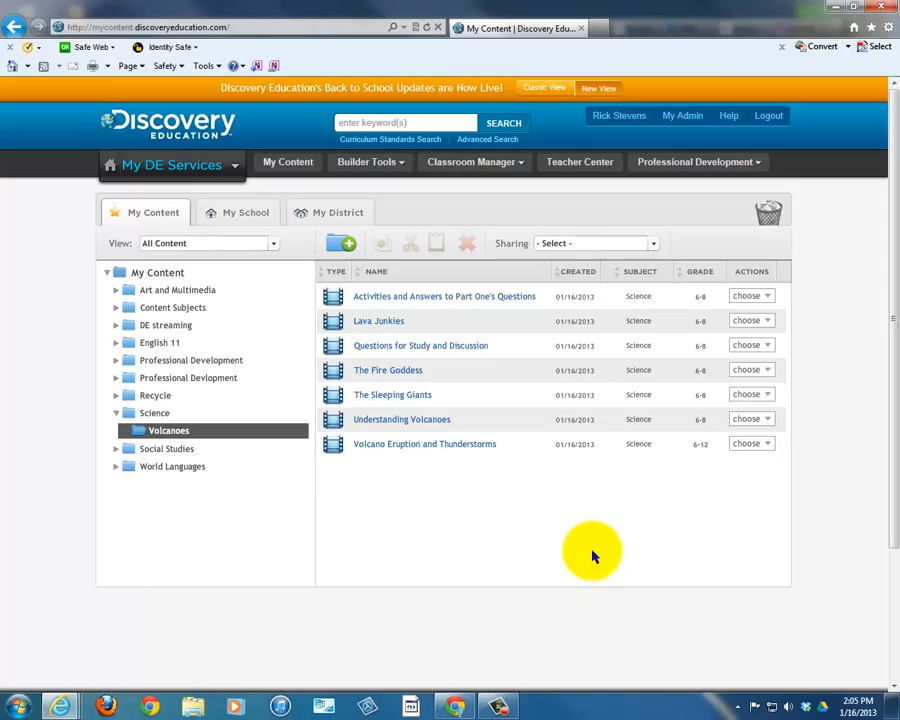 http://mycontent.discoveryeducation.com/
My Content | Discovery Edu...
Safe Web
Identity Safe
Convert
Select
Page
Safety
Tools
Discovery Education's Back to School Updates are Now Live!
Classic View
New View
Discovery
EDUCATION
enter keyword(s)
SEARCH
Curriculum Standards Search
Advanced Search
Rick Stevens
My Admin
Help
Logout
My DE Services
My Content
Builder Tools
Classroom Manager
Teacher Center
Professional Development
My Content
My School
My District
View:
All Content
Sharing
- Select -
My Content
Art and Multimedia
Content Subjects
DE streaming
English 11
Professional Development
Professional Devlopment
Recycle
Science
Volcanoes
Social Studies
World Languages
TYPE NAME CREATED SUBJECT GRADE ACTIONS
Activities and Answers to Part One's Questions 01/16/2013 Science 6-8 choose
Lava Junkies 01/16/2013 Science 6-8 choose
Questions for Study and Discussion 01/16/2013 Science 6-8 choose
The Fire Goddess 01/16/2013 Science 6-8 choose
The Sleeping Giants 01/16/2013 Science 6-8 choose
Understanding Volcanoes 01/16/2013 Science 6-8 choose
Volcano Eruption and Thunderstorms 01/16/2013 Science 6-12 choose
2:05 PM
1/16/2013